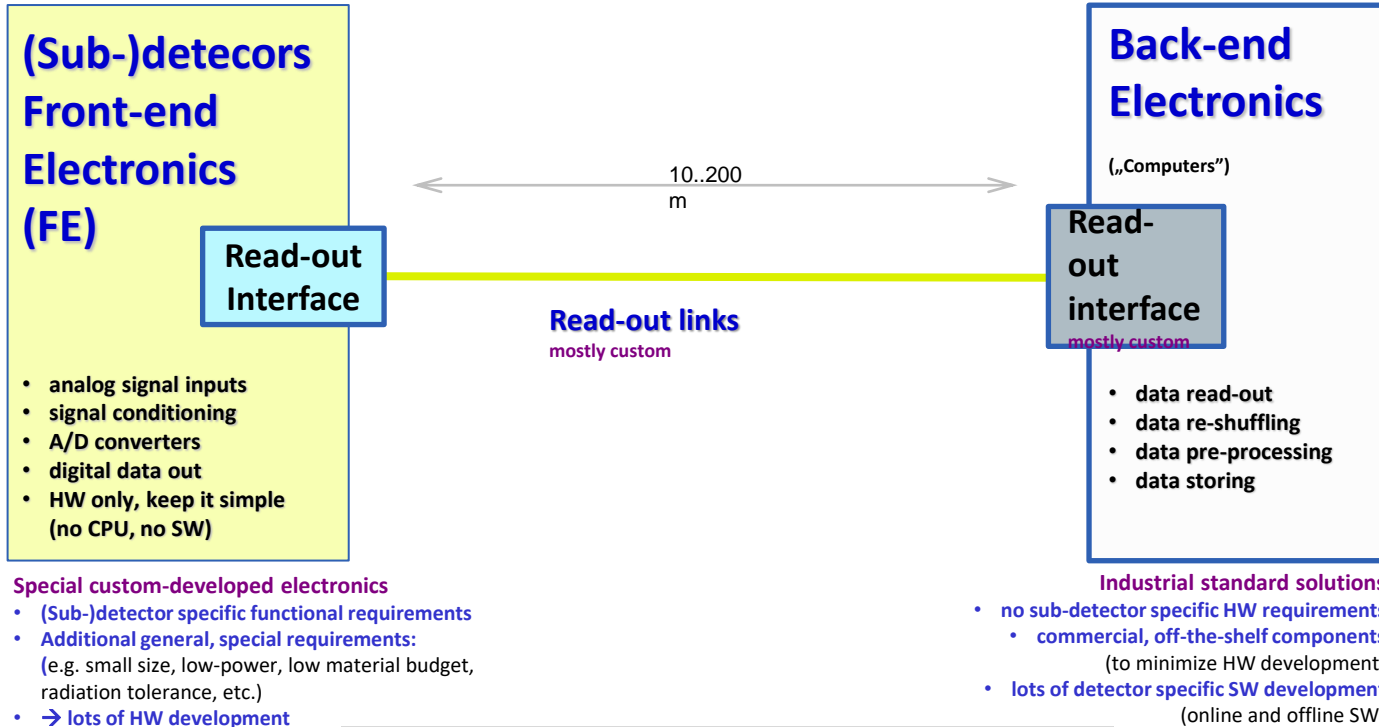 (Sub-)detecors
Front-end
Electronics
(FE)
Read-out
Interface
• analog signal inputs
• signal conditioning
• A/D converters
• digital data out
• HW only, keep it simple
(no CPU, no SW)
Special custom-developed electronics
• (Sub-)detector specific functional requirements
• Additional general, special requirements:
(e.g. small size, low-power, low material budget,
radiation tolerance, etc.)
• → lots of HW development
10..200
m
Read-out links
mostly custom
Back-end
Electronics
(„Computers”)
Read-
out
interface
mostly custom
• data read-out
• data re-shuffling
• data pre-processing
• data storing
Industrial standard solutions
• no sub-detector specific HW requirements
• commercial, off-the-shelf components
(to minimize HW development
• lots of detector specific SW development
(online and offline SW